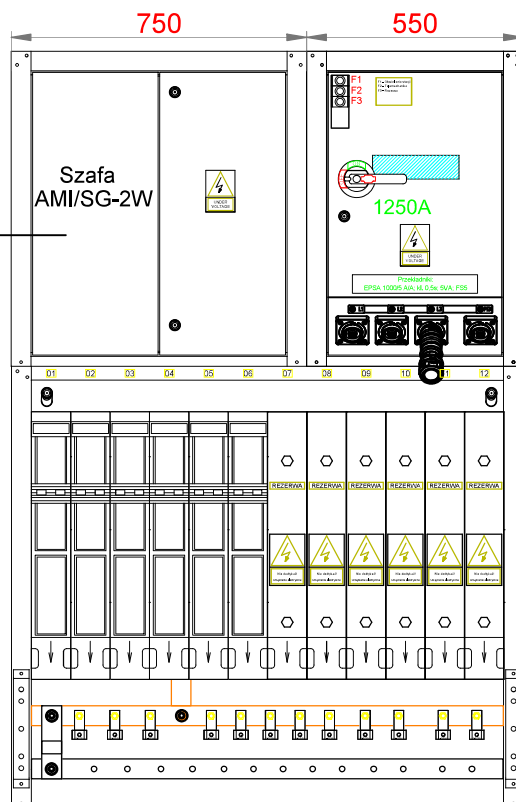 750
550
F1
F2
F3
Szafa
AMI/SG-2W
UNDER
VOLTAGE
1250A
UNDER
VOLTAGE
Przekładniki:
EPSA 1000/5 A/A; kl. 0,5s; 5VA; FS5
01 02 03 04 05 06 07 08 09 10 11 12
REZERWA REZERWA REZERWA REZERWA REZERWA REZERWA